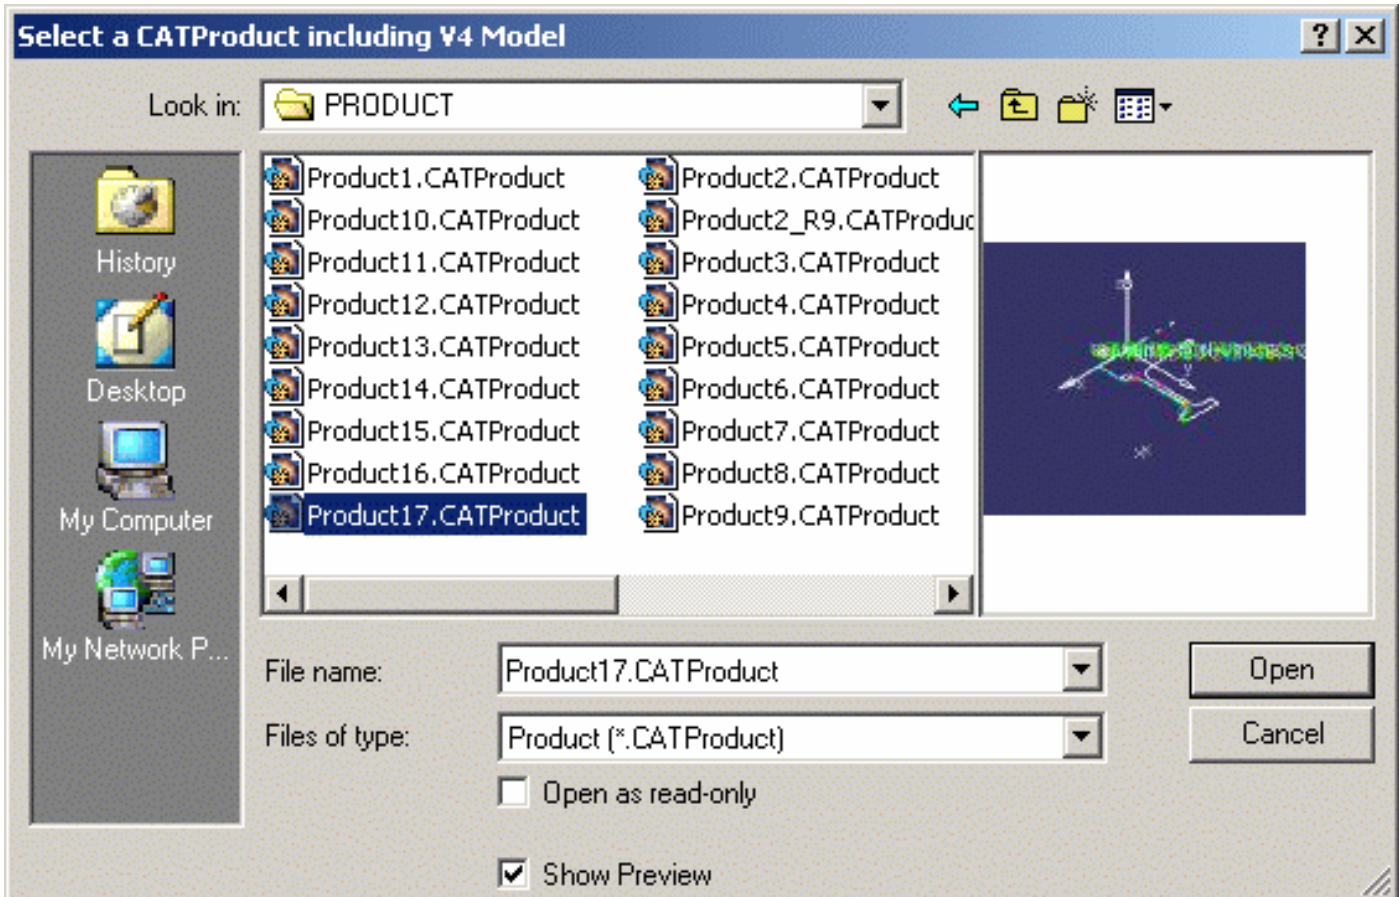 Select a CATProduct including V4 Model
Look in: PRODUCT
History
Desktop
My Computer
My Network P...
Product1.CATProduct
Product10.CATProduct
Product11.CATProduct
Product12.CATProduct
Product13.CATProduct
Product14.CATProduct
Product15.CATProduct
Product16.CATProduct
Product17.CATProduct
Product2.CATProduct
Product2_R9.CATProduc
Product3.CATProduct
Product4.CATProduct
Product5.CATProduct
Product6.CATProduct
Product7.CATProduct
Product8.CATProduct
Product9.CATProduct
File name: Product17.CATProduct Open
Files of type: Product (*.CATProduct) Cancel
Open as read-only
Show Preview